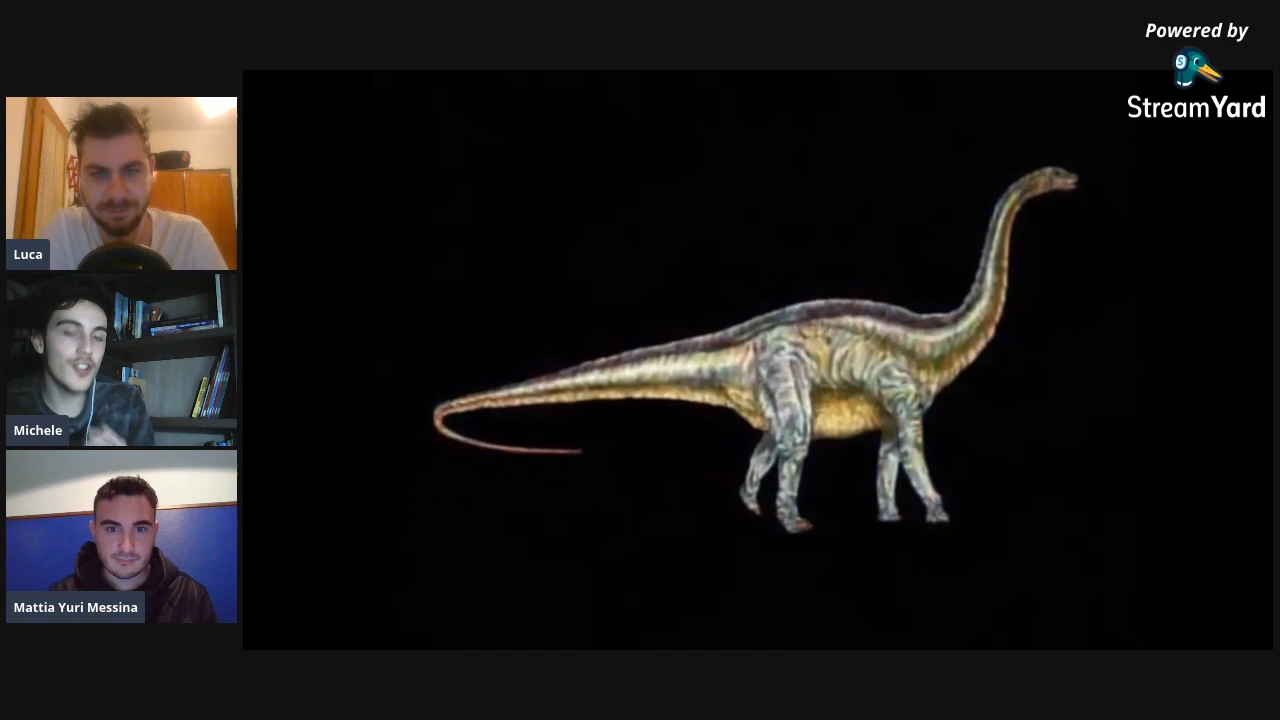 Powered by
StreamYard
Luca
Michele
Mattia Yuri Messina